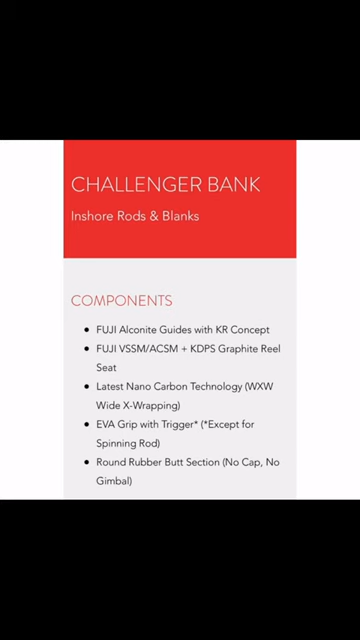 CHALLENGER BANK
Inshore Rods & Blanks
COMPONENTS
• FUJI Alconite Guides with KR Concept
• FUJI VSSM/ACSM + KDPS Graphite Reel
Seat
• Latest Nano Carbon Technology (WXW
Wide X-Wrapping)
• EVA Grip with Trigger* (*Except for
Spinning Rod)
• Round Rubber Butt Section (No Cap, No
Gimbal)